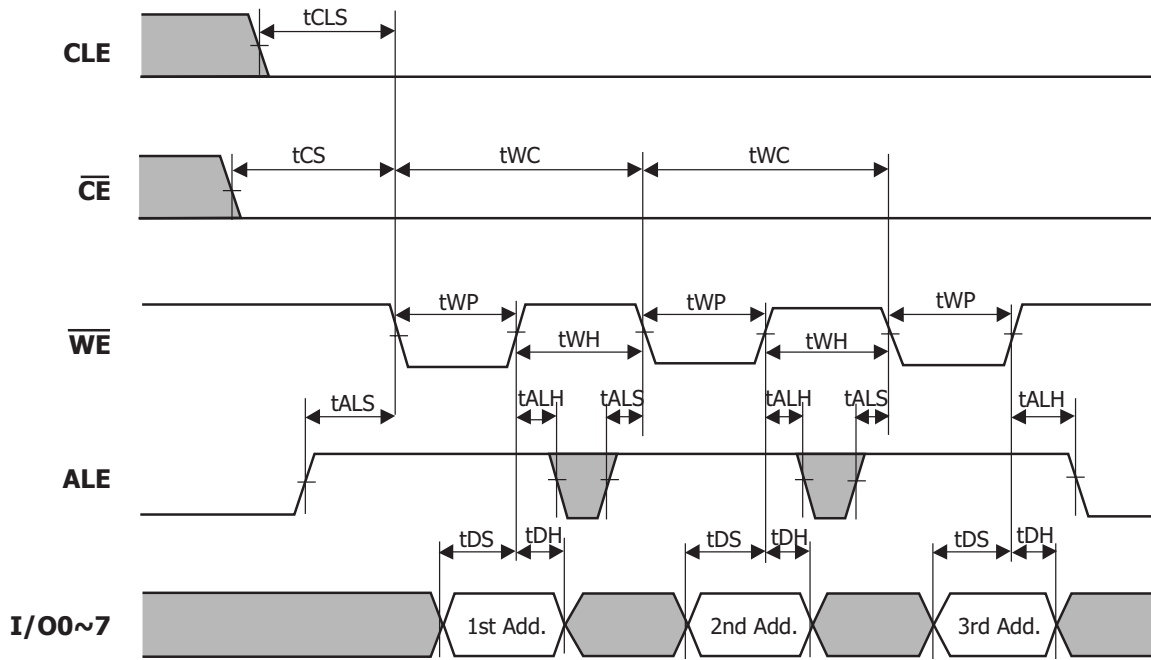 tCLS
CLE
tCS tWC tWC
CE
tWP tWP tWP
WE tWH tWH
tALS tALH tALS tALH tALS tALH
ALE
tDS tDH tDS tDH tDS tDH
I/O0~7 1st Add. 2nd Add. 3rd Add.